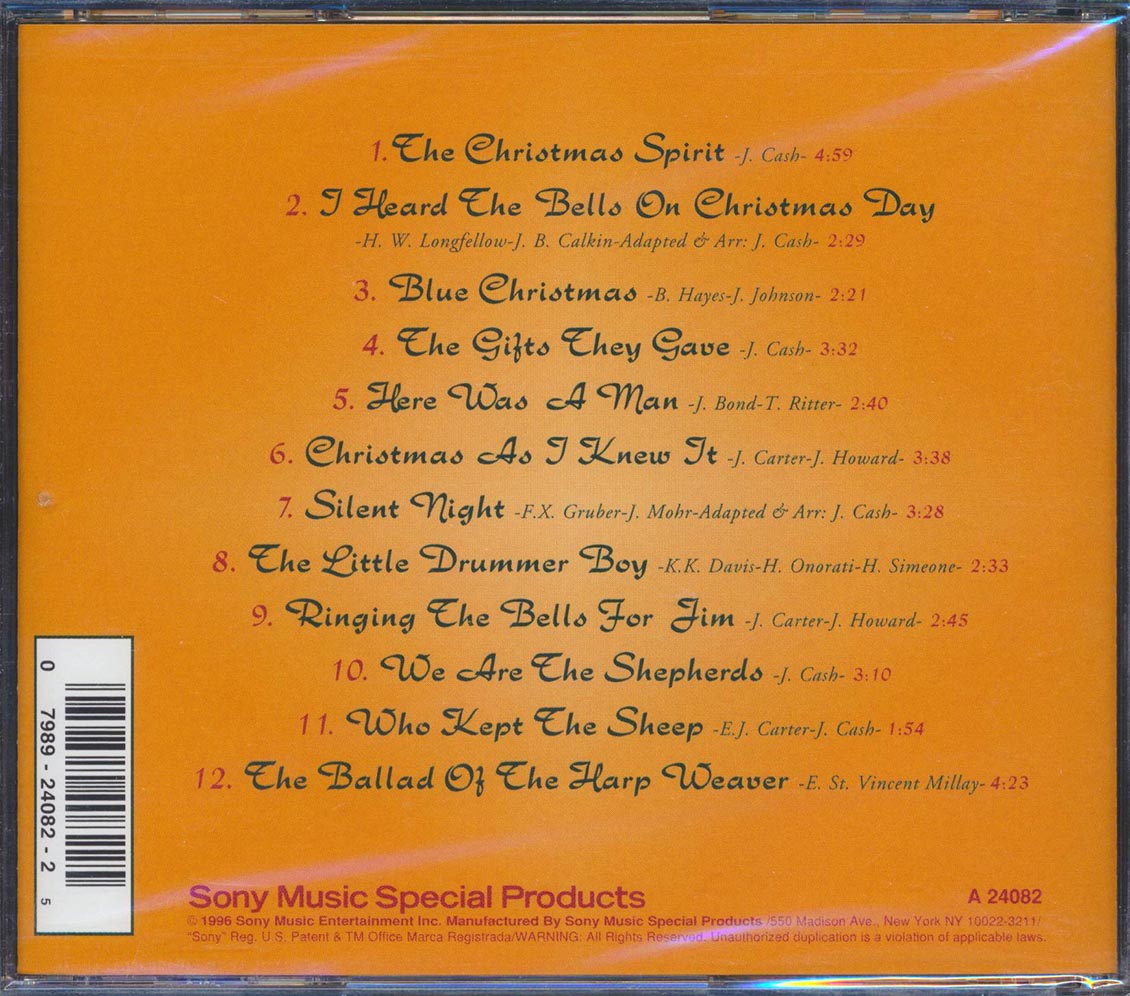 1. The Christmas Spirit -J. Cash- 4:59
2. I Heard The Bells On Christmas Day
-H. W. Longfellow-J. B. Calkin-Adapted & Arr: J. Cash- 2:29
3. Blue Christmas -B. Hayes-J. Johnson- 2:21
4. The Gifts They Gave -J. Cash- 3:32
5. Here Was A Man -J. Bond-T. Ritter- 2:40
6. Christmas As I Knew It -J. Carter-J. Howard- 3:38
7. Silent Night -F.X. Gruber-J. Mohr-Adapted & Arr: J. Cash- 3:28
8. The Little Drummer Boy -K.K. Davis-H. Onorati-H. Simeone- 2:33
9. Ringing The Bells For Jim -J. Carter-J. Howard- 2:45
10. We Are The Shepherds -J. Cash- 3:10
11. Who Kept The Sheep -E.J. Carter-J. Cash- 1:54
12. The Ballad Of The Harp Weaver -E. St. Vincent Millay- 4:23
0 7989-24082-2 5
Sony Music Special Products A 24082
© 1996 Sony Music Entertainment Inc. Manufactured By Sony Music Special Products /550 Madison Ave., New York NY 10022-3211/
"Sony" Reg. U.S. Patent & TM Office Marca Registrada/WARNING: All Rights Reserved. Unauthorized duplication is a violation of applicable laws.